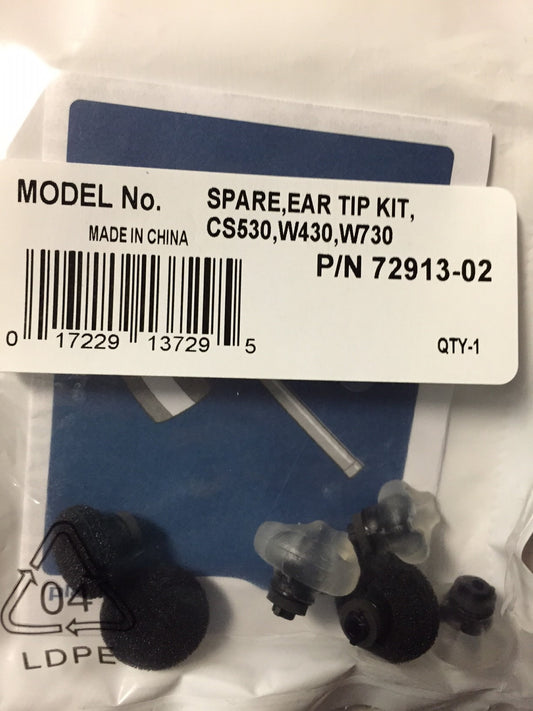 MODEL No.
SPARE,EAR TIP KIT,
CS530,W430,W730
MADE IN CHINA
P/N 72913-02
0 17229 13729 5
QTY-1
04
LDPE